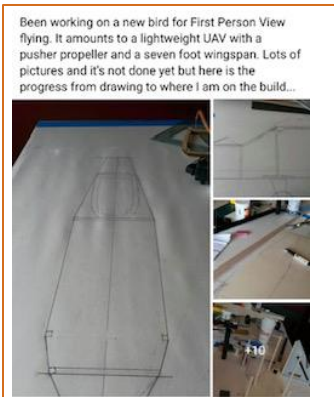 Been working on a new bird for First Person View
flying. It amounts to a lightweight UAV with a
pusher propeller and a seven foot wingspan. Lots of
pictures and it's not done yet but here is the
progress from drawing to where I am on the build...
+10